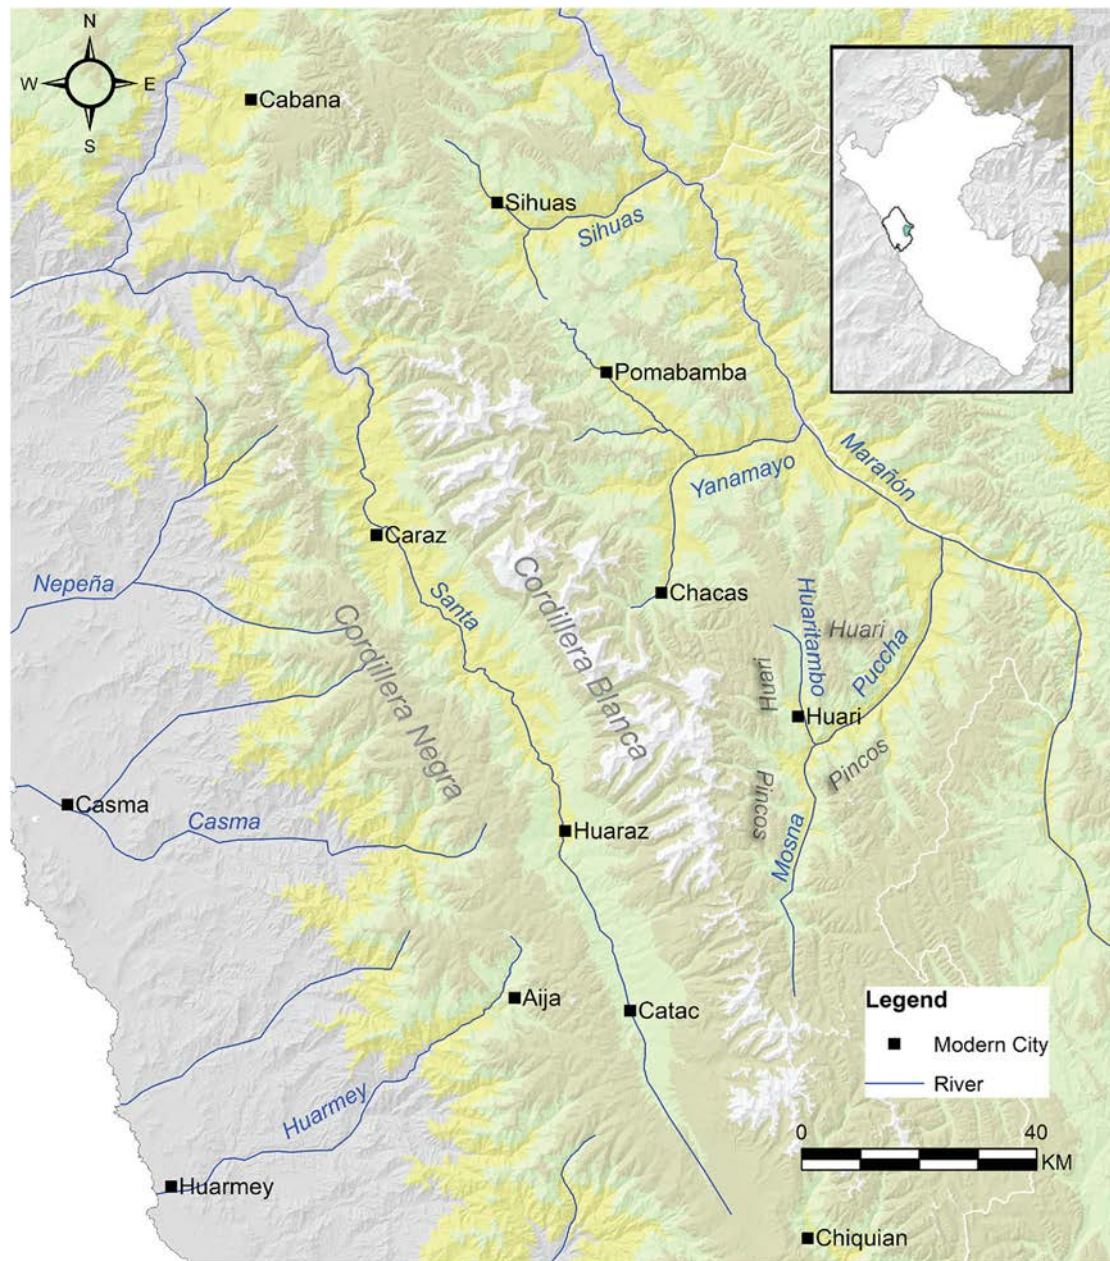 N
W
E
S
Cabana
Sihuas
Sihuas
Pomabamba
Marañón
Yanamayo
Caraz
Nepeña
Santa
Cordillera Blanca
Chacas
Cordillera Negra
Huaritambo
Huari
Puccha
Huari
Huari
Pincos
Pincos
Mosna
Casma
Casma
Huaraz
Aija
Catac
Huarmey
Huarmey
Chiquian
Legend
Modern City
River
0 40
KM